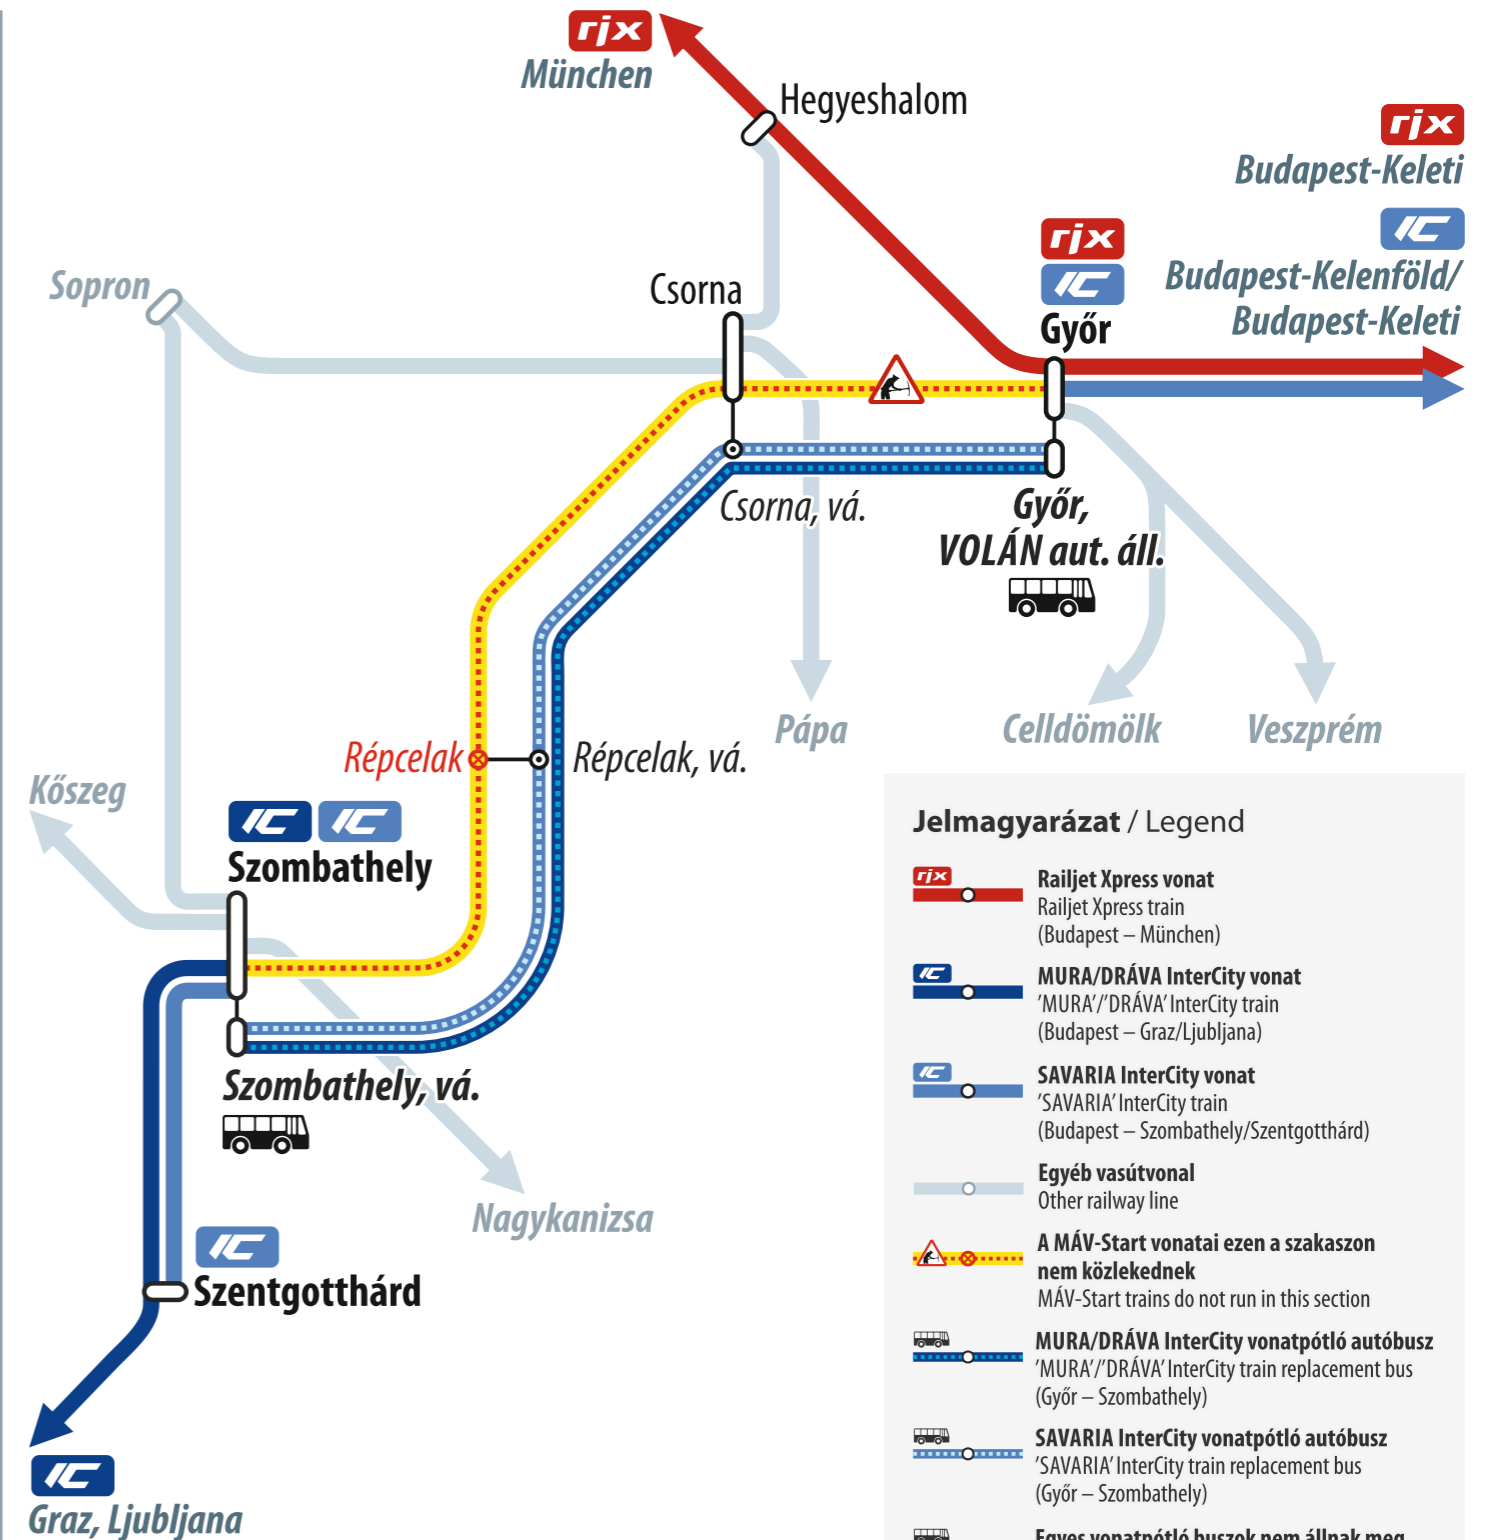 rjx
München
Hegyeshalom
rjx
Budapest-Keleti
IC
Budapest-Kelenföld/
Budapest-Keleti
rjx
IC
Győr
Sopron
Csorna
Csorna, vá.
Győr,
VOLÁN aut. áll.
Pápa
Celldömölk
Veszprém
Répcelak
Répcelak, vá.
Kőszeg
IC IC
Szombathely
Szombathely, vá.
Nagykanizsa
IC
Szentgotthárd
IC
Graz, Ljubljana
Jelmagyarázat / Legend
rjx
Railjet Xpress vonat
Railjet Xpress train
(Budapest – München)
IC
MURA/DRÁVA InterCity vonat
'MURA'/'DRÁVA' InterCity train
(Budapest – Graz/Ljubljana)
IC
SAVARIA InterCity vonat
'SAVARIA' InterCity train
(Budapest – Szombathely/Szentgotthárd)
Egyéb vasútvonal
Other railway line
A MÁV-Start vonatai ezen a szakaszon
nem közlekednek
MÁV-Start trains do not run in this section
MURA/DRÁVA InterCity vonatpótló autóbusz
'MURA'/'DRÁVA' InterCity train replacement bus
(Győr – Szombathely)
SAVARIA InterCity vonatpótló autóbusz
'SAVARIA' InterCity train replacement bus
(Győr – Szombathely)
Egyes vonatpótló buszok nem állnak meg